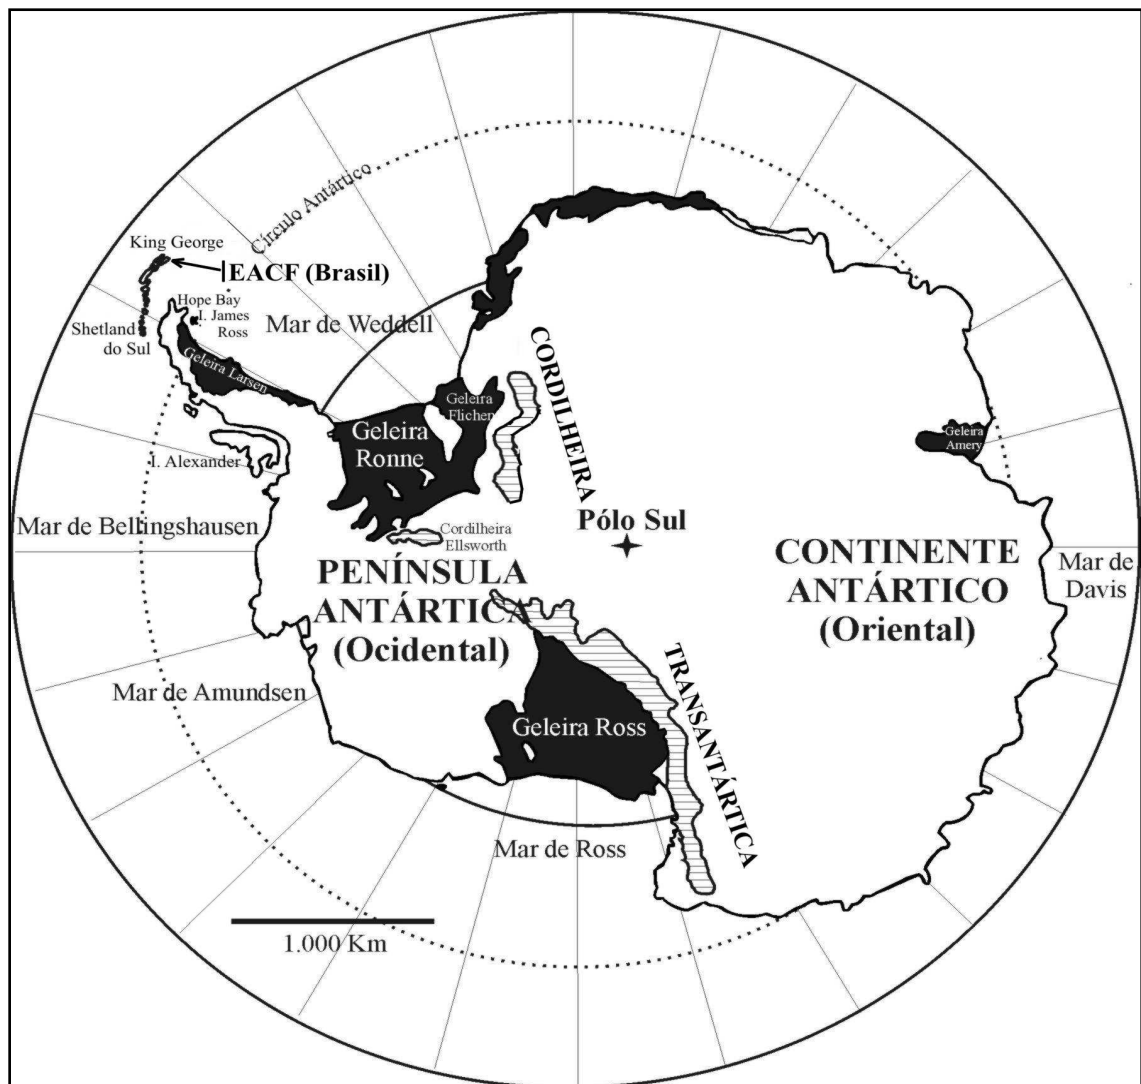 Círculo Antártico
King George
EACF (Brasil)
Hope Bay
I. James
Ross
Shetland
do Sul
Mar de Weddell
Geleira Larsen
CORDILHEIRA
Geleira
Flichen
Geleira
Ronne
Geleira
Amery
I. Alexander
Mar de Bellingshausen
Cordilheira
Ellsworth
Pólo Sul
PENÍNSULA
ANTÁRTICA
(Ocidental)
CONTINENTE
ANTÁRTICO
(Oriental)
Mar de
Davis
Mar de Amundsen
TRANSANTÁRTICA
Geleira Ross
Mar de Ross
1.000 Km